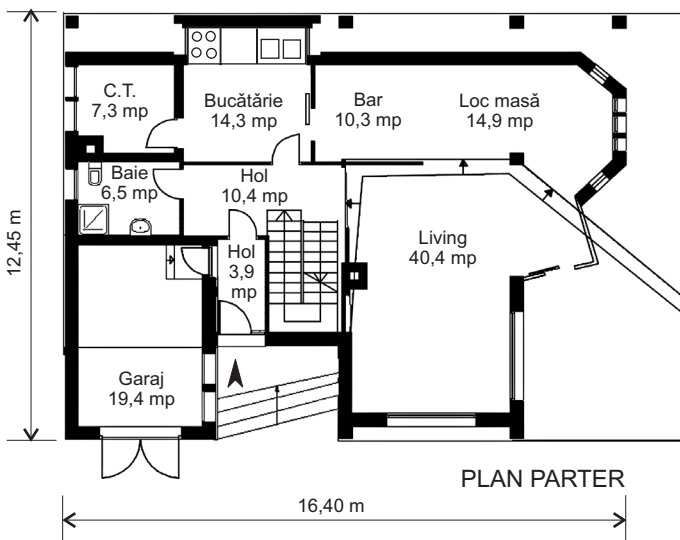 C.T.
7,3 mp
Bucătărie
14,3 mp
Bar
10,3 mp
Loc masă
14,9 mp
Baie
6,5 mp
Hol
10,4 mp
Hol
3,9
mp
Living
40,4 mp
Garaj
19,4 mp
12,45 m
PLAN PARTER
16,40 m